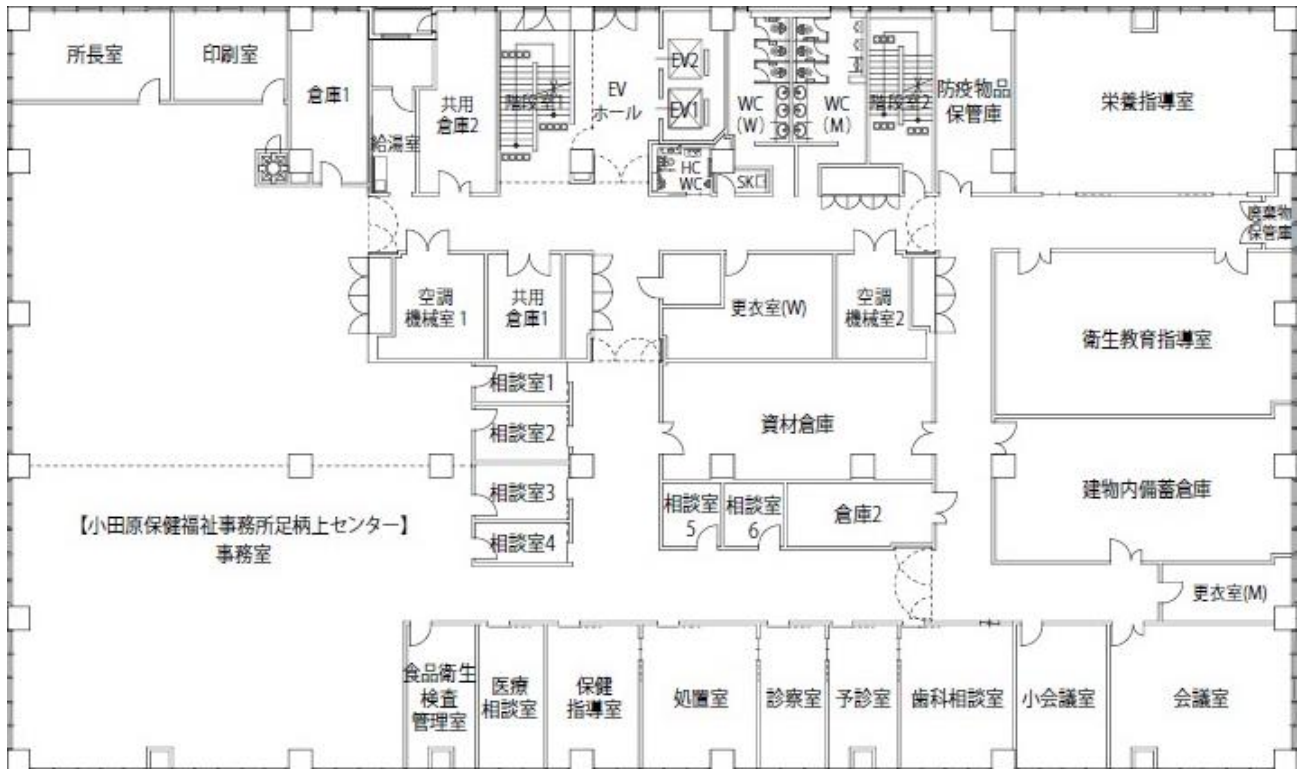 所長室
印刷室
倉庫1
給湯室
共用
倉庫2
階段室1
EV
ホール
EV2
EV1
HC
WC
WC
(W)
WC
(M)
SK
階段室2
防疫物品
保管庫
栄養指導室
廃棄物
保管庫
空調
機械室1
共用
倉庫1
更衣室(W)
空調
機械室2
衛生教育指導室
相談室1
相談室2
相談室3
相談室4
資材倉庫
建物内備蓄倉庫
相談室
5
相談室
6
倉庫2
【小田原保健福祉事務所足柄上センター】
事務室
更衣室(M)
食品衛生
検査
管理室
医療
相談室
保健
指導室
処置室
診察室
予診室
歯科相談室
小会議室
会議室